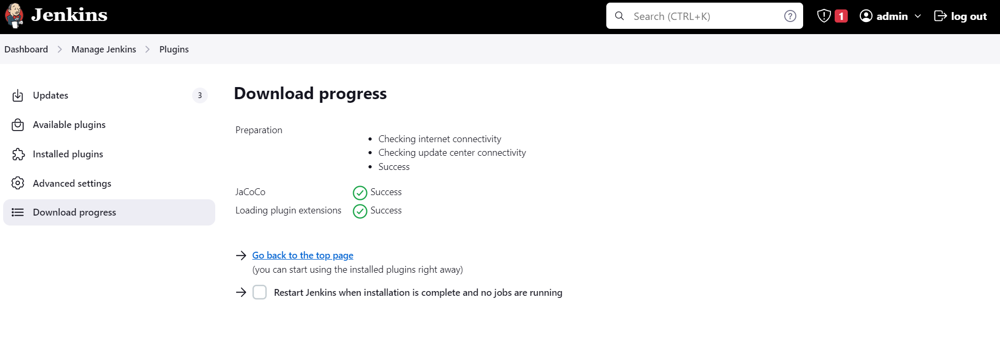 Jenkins
Search (CTRL+K)
1
admin
log out
Dashboard
Manage Jenkins
Plugins
Updates
3
Available plugins
Installed plugins
Advanced settings
Download progress
Download progress
Preparation
Checking internet connectivity
Checking update center connectivity
Success
JaCoCo
Success
Loading plugin extensions
Success
Go back to the top page
(you can start using the installed plugins right away)
Restart Jenkins when installation is complete and no jobs are running